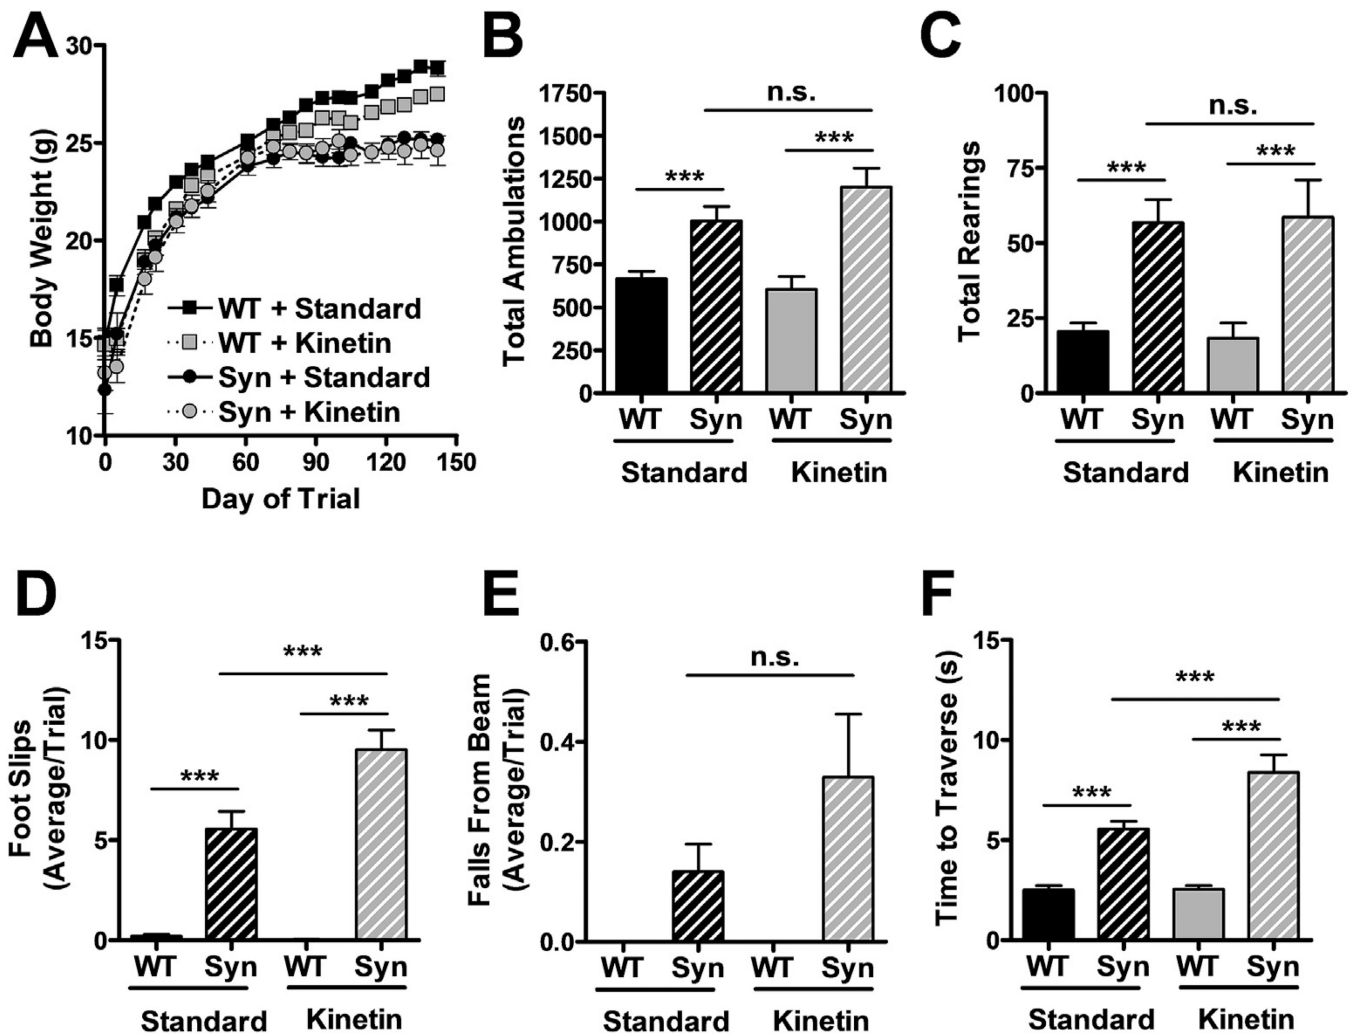 A
30
25
20
15
10
Body Weight (g)
WT + Standard
WT + Kinetin
Syn + Standard
Syn + Kinetin
0 30 60 90 120 150
Day of Trial
B
1750
1500
1250
1000
750
500
250
0
Total Ambulations
n.s.
***
***
WT Syn WT Syn
Standard Kinetin
C
100
75
50
25
0
Total Rearings
n.s.
***
***
WT Syn WT Syn
Standard Kinetin
D
15
10
5
0
Foot Slips
(Average/Trial)
***
***
***
WT Syn WT Syn
Standard Kinetin
E
0.6
0.4
0.2
0.0
Falls From Beam
(Average/Trial)
n.s.
WT Syn WT Syn
Standard Kinetin
F
15
10
5
0
Time to Traverse (s)
***
***
***
WT Syn WT Syn
Standard Kinetin